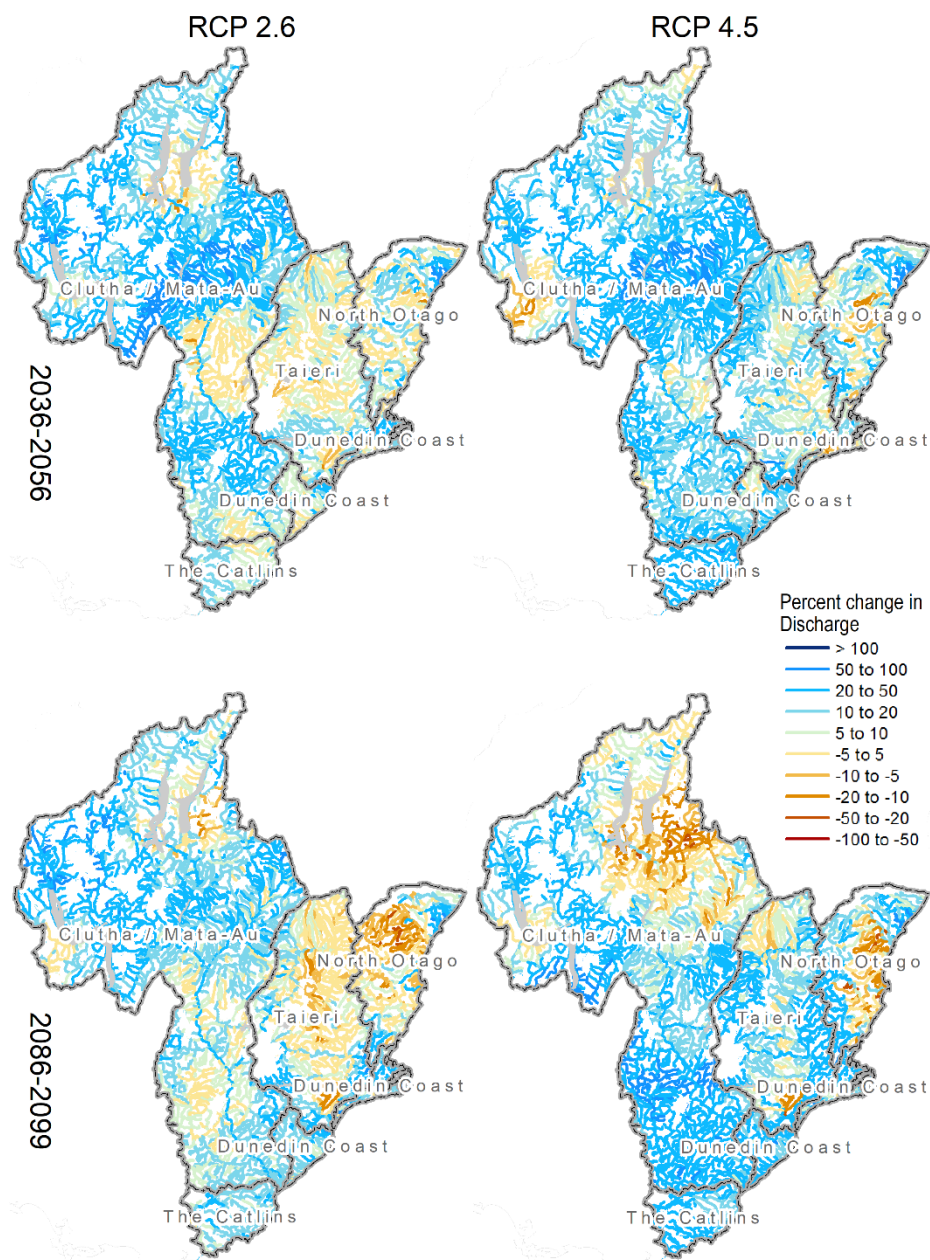 RCP 2.6
RCP 4.5
2036-2056
Clutha / Mata-Au
North Otago
Taieri
Dunedin Coast
Dunedin Coast
The Catlins
Clutha / Mata-Au
North Otago
Taieri
Dunedin Coast
Dunedin Coast
The Catlins
Percent change in
Discharge
> 100
50 to 100
20 to 50
10 to 20
5 to 10
-5 to 5
-10 to -5
-20 to -10
-50 to -20
-100 to -50
2086-2099
Clutha / Mata-Au
North Otago
Taieri
Dunedin Coast
Dunedin Coast
The Catlins
Clutha / Mata-Au
North Otago
Taieri
Dunedin Coast
Dunedin Coast
The Catlins